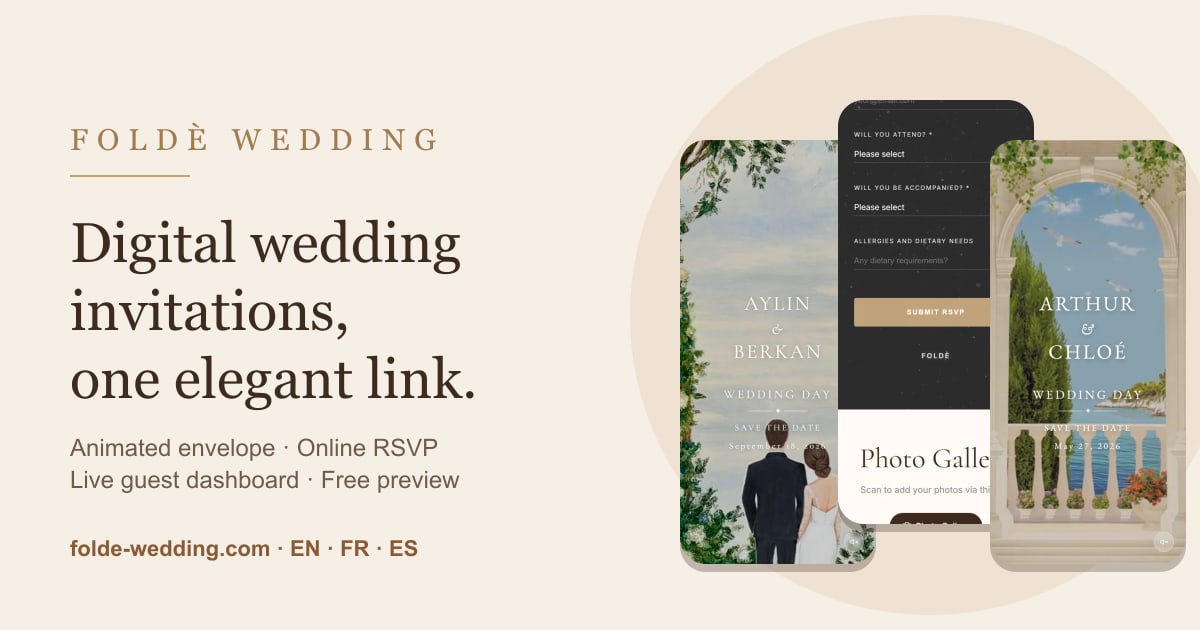 FOLDÈ WEDDING
Digital wedding
invitations,
one elegant link.
Animated envelope · Online RSVP
Live guest dashboard · Free preview
folde-wedding.com · EN · FR · ES
AYLIN
&
BERKAN
WEDDING DAY
SAVE THE DATE
September 18, 2026
WILL YOU ATTEND? *
Please select
WILL YOU BE ACCOMPANIED? *
Please select
ALLERGIES AND DIETARY NEEDS
Any dietary requirements?
SUBMIT RSVP
FOLDÈ
Photo Galle
Scan to add your photos via thi
ARTHUR
&
CHLOÉ
WEDDING DAY
SAVE THE DATE
May 27, 2026